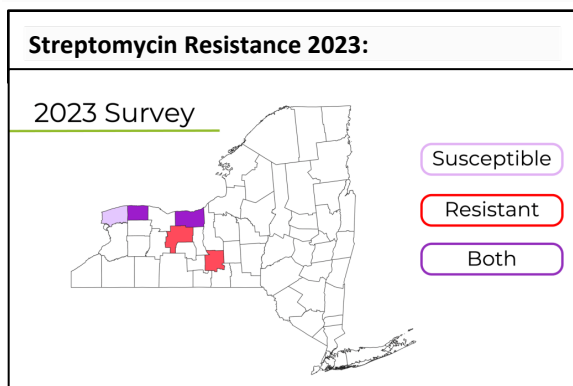 Streptomycin Resistance 2023:
2023 Survey
Susceptible
Resistant
Both